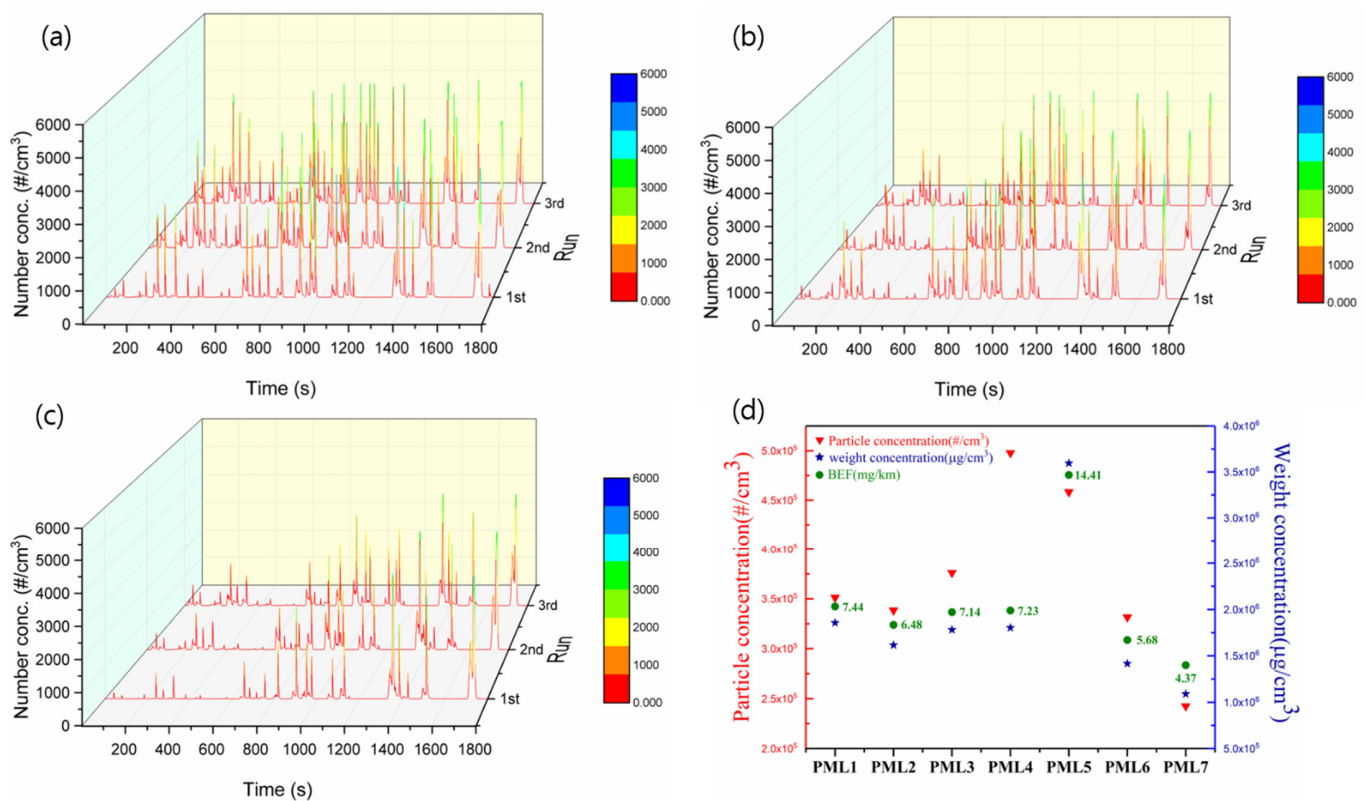 (a)
Number conc. (#/cm3)
6000
5000
4000
3000
2000
1000
0
200 400 600 800 1000 1200 1400 1600 1800
Time (s)
1st
2nd
3rd
Run
6000
5000
4000
3000
2000
1000
0.000
(b)
Number conc. (#/cm3)
6000
5000
4000
3000
2000
1000
0
200 400 600 800 1000 1200 1400 1600 1800
Time (s)
1st
2nd
3rd
Run
6000
5000
4000
3000
2000
1000
0.000
(c)
Number conc. (#/cm3)
6000
5000
4000
3000
2000
1000
0
200 400 600 800 1000 1200 1400 1600 1800
Time (s)
1st
2nd
3rd
Run
6000
5000
4000
3000
2000
1000
0.000
(d)
Particle concentration(#/cm3)
5.0x105
4.5x105
4.0x105
3.5x105
3.0x105
2.5x105
2.0x105
Particle concentration(#/cm3)
weight concentration(µg/cm3)
BEF(mg/km)
7.44
6.48
7.14
7.23
14.41
5.68
4.37
PML1 PML2 PML3 PML4 PML5 PML6 PML7
4.0x106
3.5x106
3.0x106
2.5x106
2.0x106
1.5x106
1.0x106
5.0x105
Weight concentration(µg/cm3)